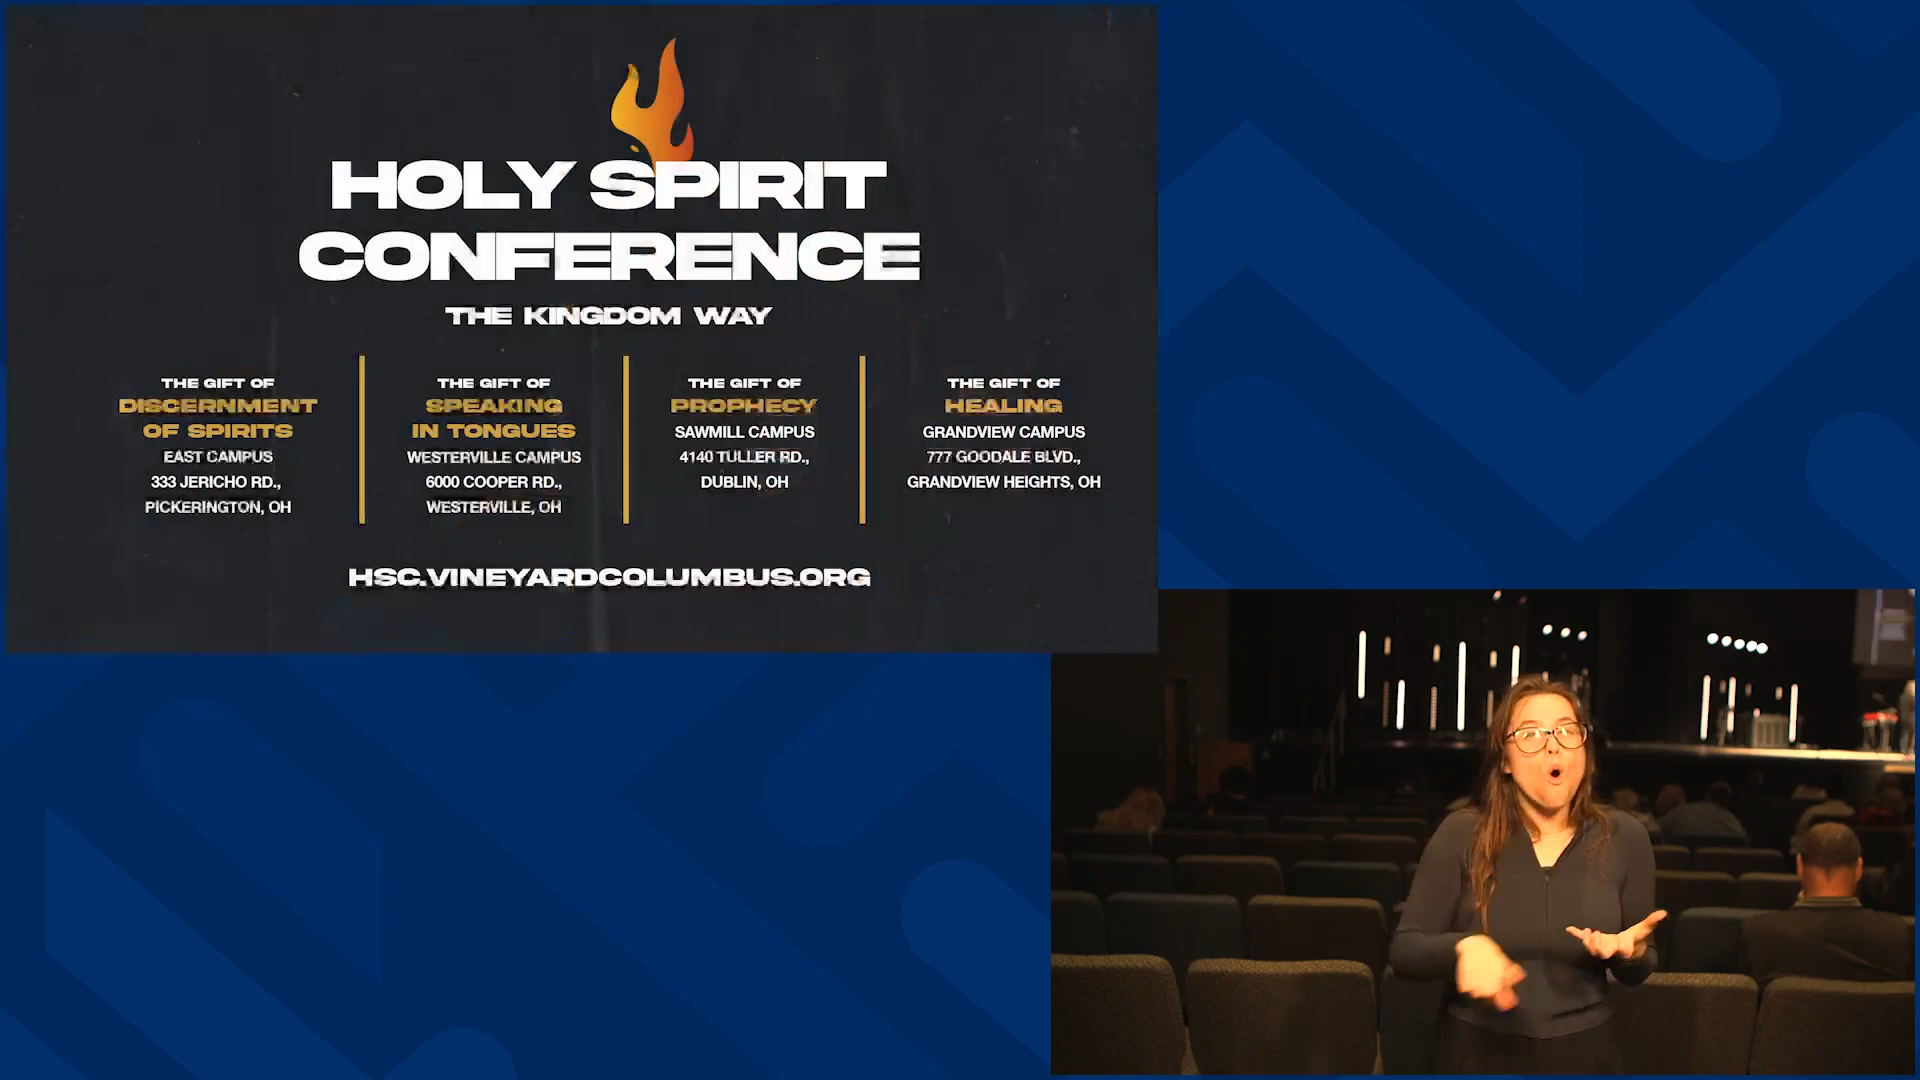 HOLY SPIRIT
CONFERENCE
THE KINGDOM WAY
THE GIFT OF
DISCERNMENT
OF SPIRITS
EAST CAMPUS
333 JERICHO RD.,
PICKERINGTON, OH
THE GIFT OF
SPEAKING
IN TONGUES
WESTERVILLE CAMPUS
6000 COOPER RD.,
WESTERVILLE, OH
THE GIFT OF
PROPHECY
SAWMILL CAMPUS
4140 TULLER RD.,
DUBLIN, OH
THE GIFT OF
HEALING
GRANDVIEW CAMPUS
777 GOODALE BLVD.,
GRANDVIEW HEIGHTS, OH
HSC.VINEYARDCOLUMBUS.ORG